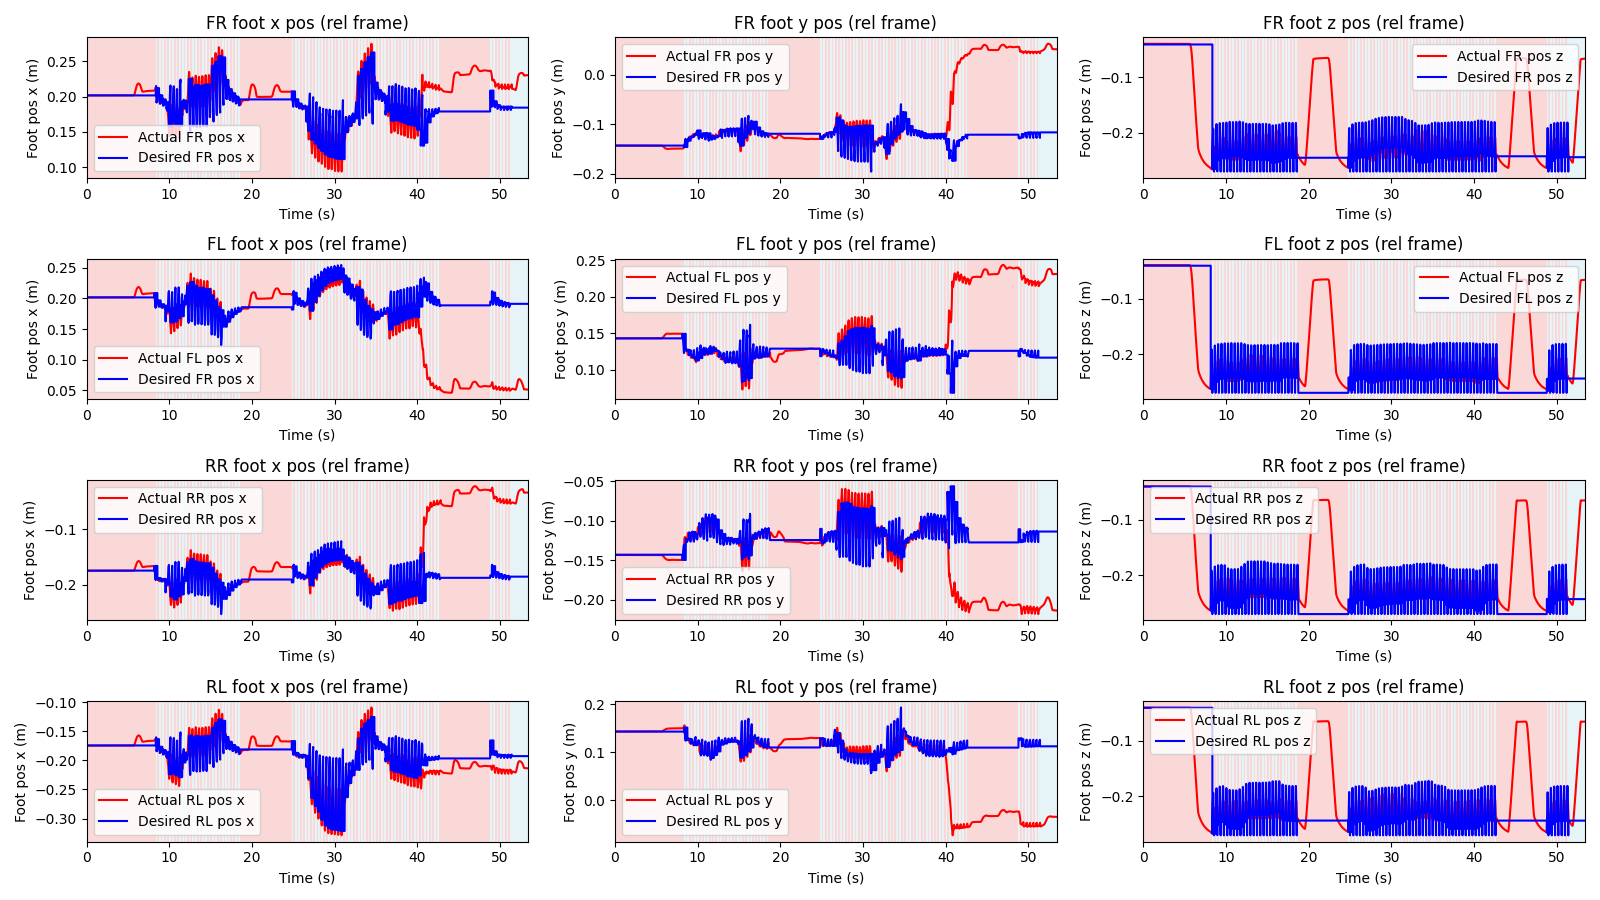 FR foot x pos (rel frame)
Foot pos x (m)
0.25
0.20
0.15
0.10
Actual FR pos x
Desired FR pos x
0 10 20 30 40 50
Time (s)
FR foot y pos (rel frame)
Foot pos y (m)
0.0
−0.1
−0.2
Actual FR pos y
Desired FR pos y
0 10 20 30 40 50
Time (s)
FR foot z pos (rel frame)
Foot pos z (m)
−0.1
−0.2
Actual FR pos z
Desired FR pos z
0 10 20 30 40 50
Time (s)
FL foot x pos (rel frame)
Foot pos x (m)
0.25
0.20
0.15
0.10
0.05
Actual FL pos x
Desired FR pos x
0 10 20 30 40 50
Time (s)
FL foot y pos (rel frame)
Foot pos y (m)
0.25
0.20
0.15
0.10
Actual FL pos y
Desired FL pos y
0 10 20 30 40 50
Time (s)
FL foot z pos (rel frame)
Foot pos z (m)
−0.1
−0.2
Actual FL pos z
Desired FL pos z
0 10 20 30 40 50
Time (s)
RR foot x pos (rel frame)
Foot pos x (m)
−0.1
−0.2
Actual RR pos x
Desired RR pos x
0 10 20 30 40 50
Time (s)
RR foot y pos (rel frame)
Foot pos y (m)
−0.05
−0.10
−0.15
−0.20
Actual RR pos y
Desired RR pos y
0 10 20 30 40 50
Time (s)
RR foot z pos (rel frame)
Foot pos z (m)
−0.1
−0.2
Actual RR pos z
Desired RR pos z
0 10 20 30 40 50
Time (s)
RL foot x pos (rel frame)
Foot pos x (m)
−0.10
−0.15
−0.20
−0.25
−0.30
Actual RL pos x
Desired RL pos x
0 10 20 30 40 50
Time (s)
RL foot y pos (rel frame)
Foot pos y (m)
0.2
0.1
0.0
Actual RL pos y
Desired RL pos y
0 10 20 30 40 50
Time (s)
RL foot z pos (rel frame)
Foot pos z (m)
−0.1
−0.2
Actual RL pos z
Desired RL pos z
0 10 20 30 40 50
Time (s)